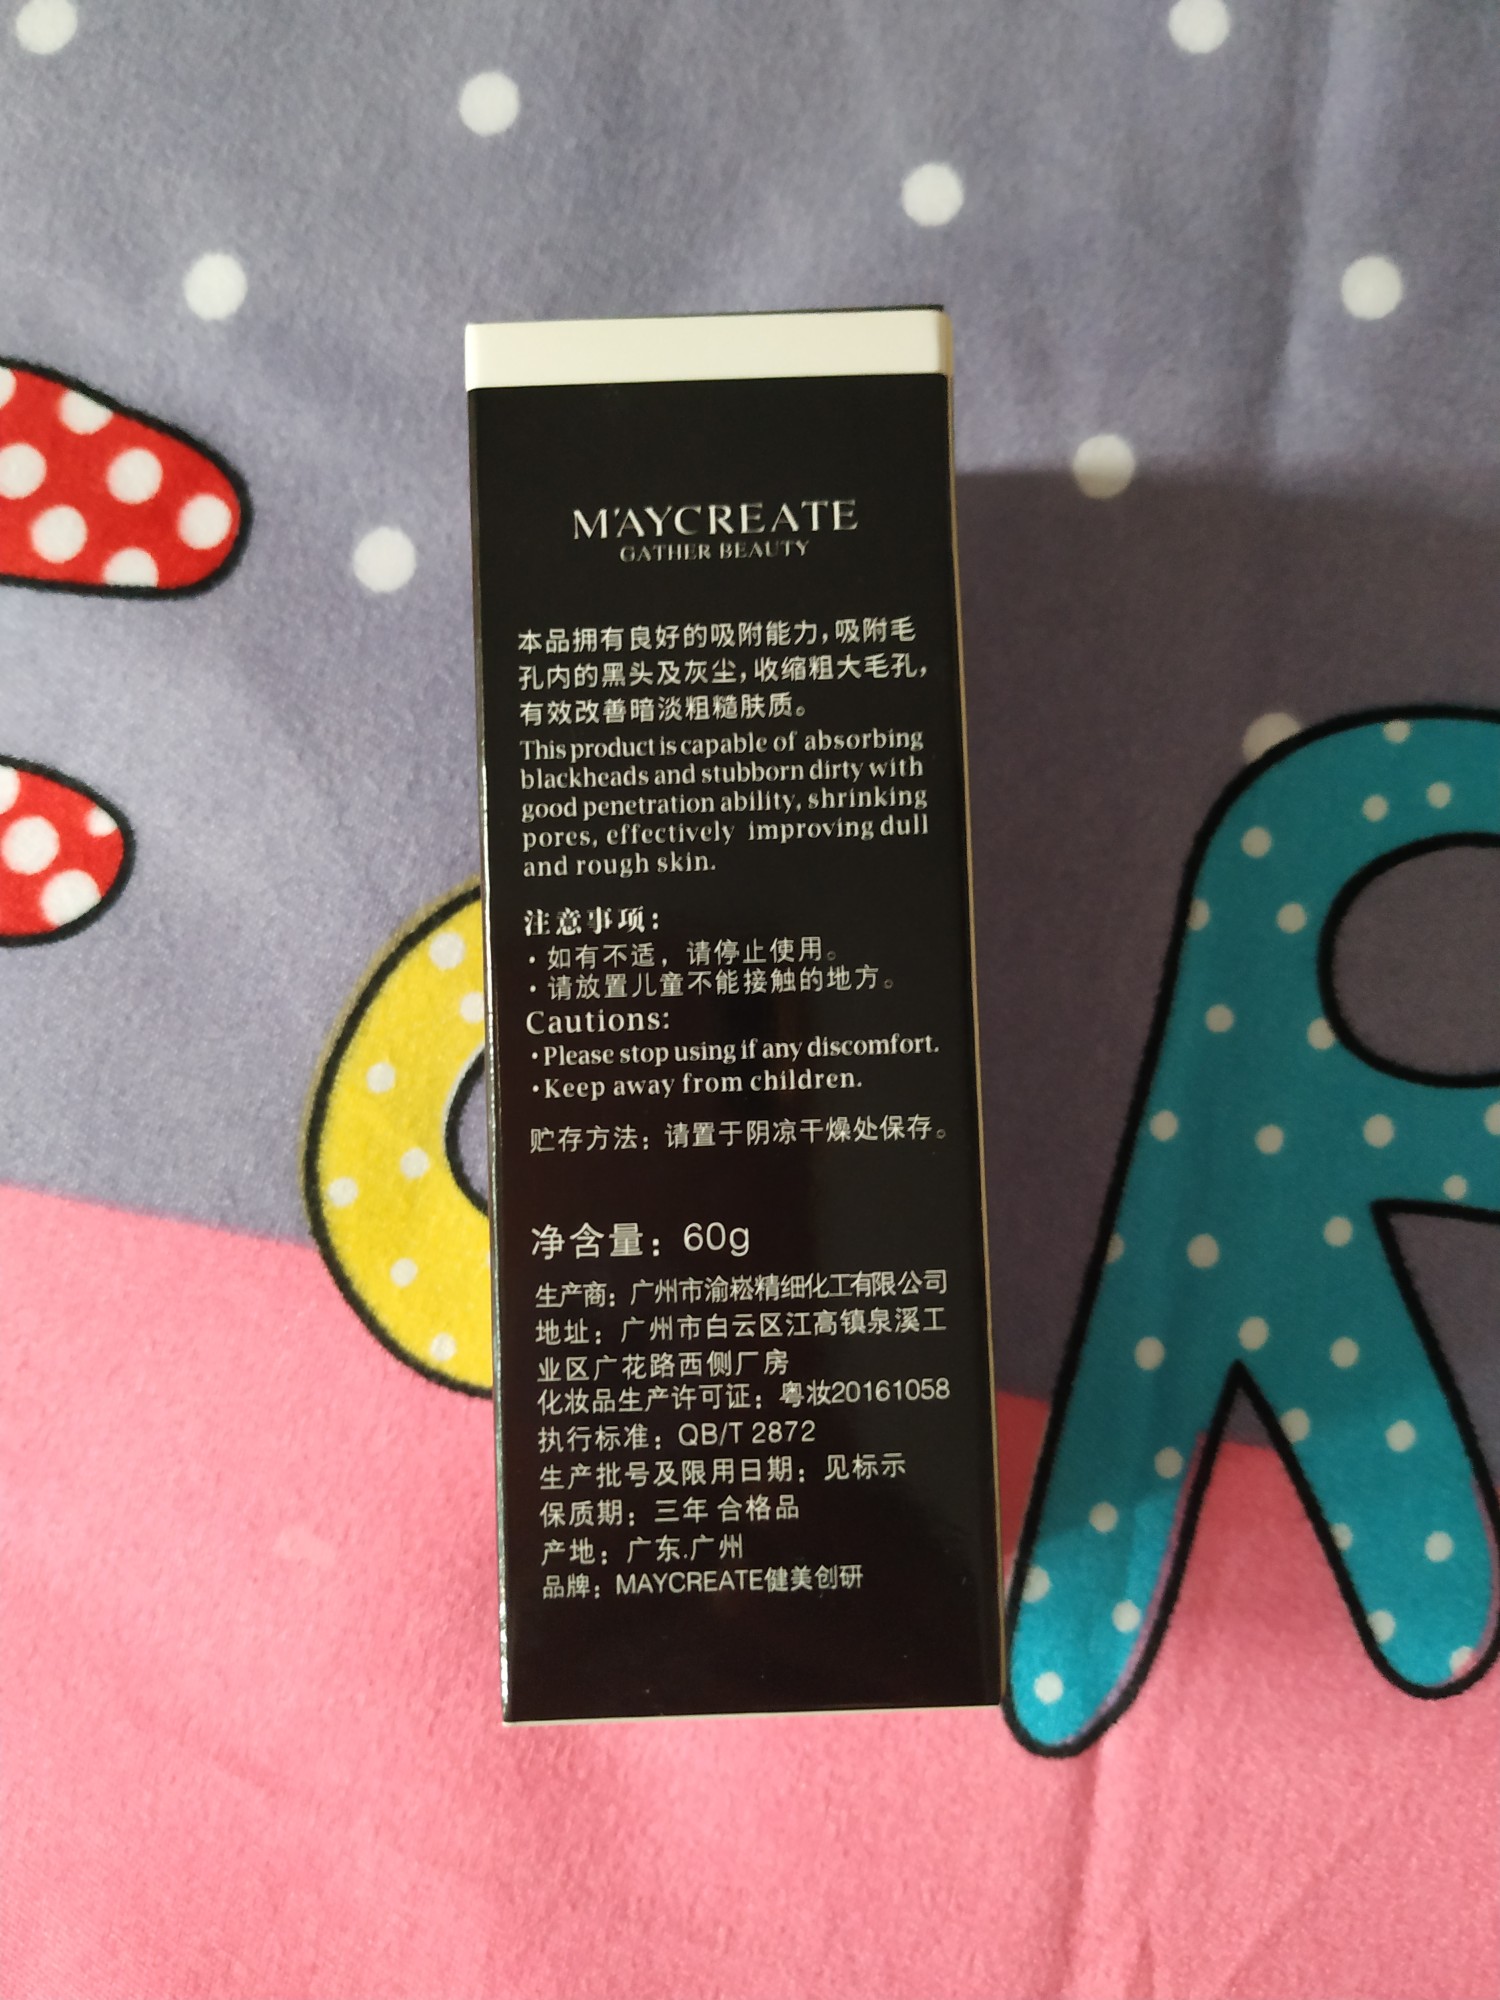 M'AYCREATE
GATHER BEAUTY
本品拥有良好的吸附能力，吸附毛
孔内的黑头及灰尘，收缩粗大毛孔，
有效改善暗淡粗糙肤质。
This product is capable of absorbing
blackheads and stubborn dirty with
good penetration ability, shrinking
pores, effectively improving dull
and rough skin.
注意事项：
·如有不适，请停止使用。
·请放置儿童不能接触的地方。
Cautions:
·Please stop using if any discomfort.
·Keep away from children.
贮存方法：请置于阴凉干燥处保存。
净含量：60g
生产商：广州市渝崧精细化工有限公司
地址：广州市白云区江高镇泉溪工
业区广花路西侧厂房
化妆品生产许可证：粤妆20161058
执行标准：QB/T 2872
生产批号及限用日期：见标示
保质期：三年 合格品
产地：广东.广州
品牌：MAYCREATE健美创研